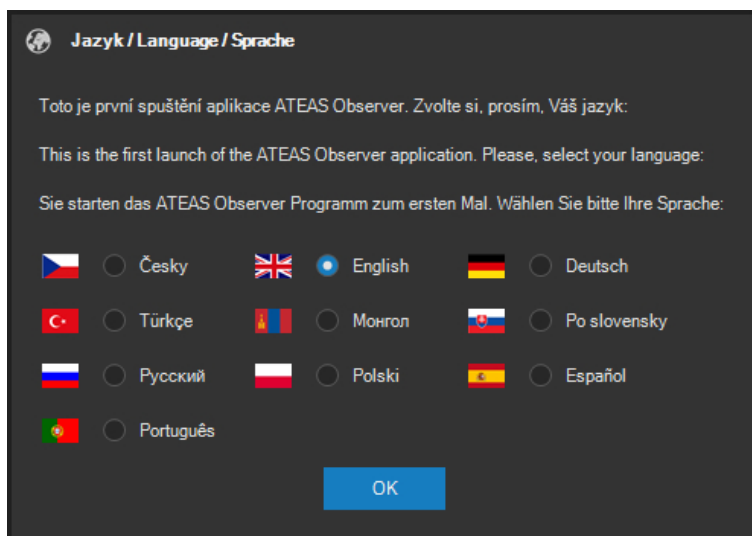 Jazyk / Language / Sprache
Toto je první spuštění aplikace ATEAS Observer. Zvolte si, prosím, Váš jazyk:
This is the first launch of the ATEAS Observer application. Please, select your language:
Sie starten das ATEAS Observer Programm zum ersten Mal. Wählen Sie bitte Ihre Sprache:
Česky English Deutsch
Türkçe Монгол Po slovensky
Русский Polski Español
Português
OK